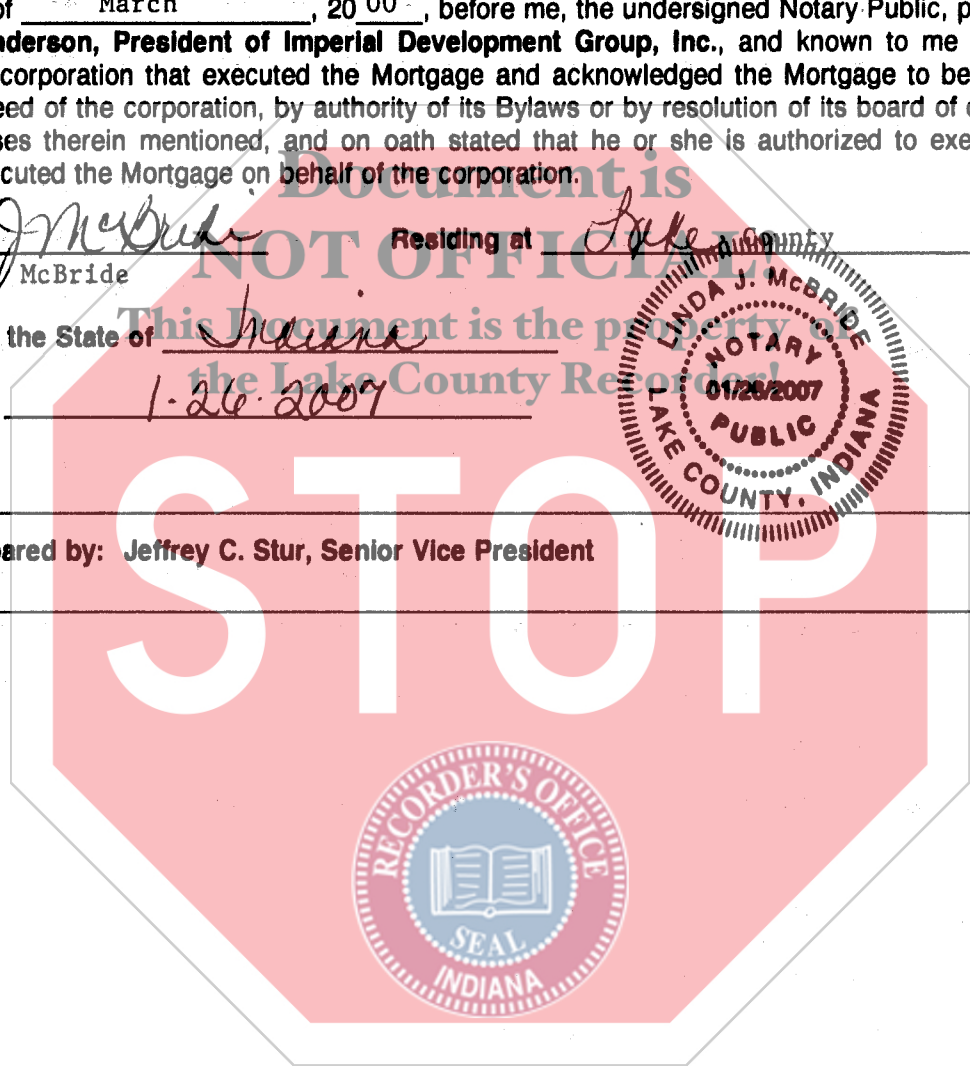 of March, 20 00, before me, the undersigned Notary Public, p
nderson, President of Imperial Development Group, Inc., and known to me
corporation that executed the Mortgage and acknowledged the Mortgage to be
eed of the corporation, by authority of its Bylaws or by resolution of its board of
ses therein mentioned, and on oath stated that he or she is authorized to exe
cuted the Mortgage on behalf of the corporation.
Document is
NOT OFFICIAL!
This Document is the property of
the Lake County Recorder!
J McBride Residing at Lake County
McBride
the State of Indiana
1-26-2007
LINDA J. McBRIDE
NOTARY
01/26/2007
PUBLIC
LAKE COUNTY, INDIANA
ared by: Jeffrey C. Stur, Senior Vice President
STOP
RECORDER'S OFFICE
SEAL
INDIANA